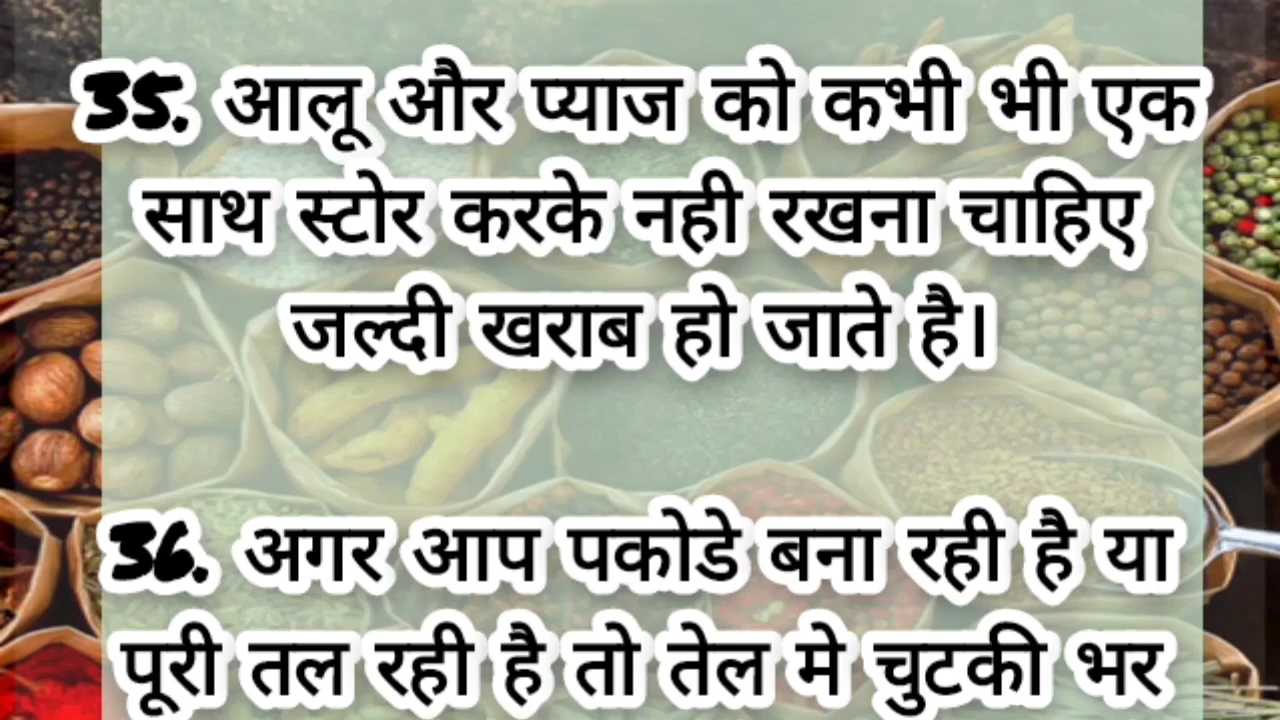 35. आलू और प्याज को कभी भी एक
साथ स्टोर करके नही रखना चाहिए
जल्दी खराब हो जाते है।
36. अगर आप पकोडे बना रही है या
पूरी तल रही है तो तेल मे चुटकी भर